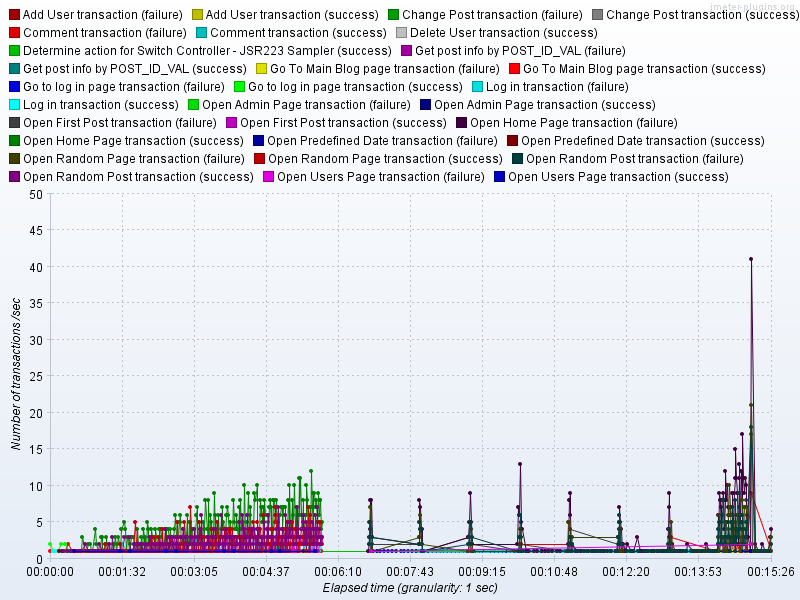 jmeter-plugins.org
Add User transaction (failure) Add User transaction (success) Change Post transaction (failure) Change Post transaction (success)
Comment transaction (failure) Comment transaction (success) Delete User transaction (success)
Determine action for Switch Controller - JSR223 Sampler (success) Get post info by POST_ID_VAL (failure)
Get post info by POST_ID_VAL (success) Go To Main Blog page transaction (failure) Go To Main Blog page transaction (success)
Go to log in page transaction (failure) Go to log in page transaction (success) Log in transaction (failure)
Log in transaction (success) Open Admin Page transaction (failure) Open Admin Page transaction (success)
Open First Post transaction (failure) Open First Post transaction (success) Open Home Page transaction (failure)
Open Home Page transaction (success) Open Predefined Date transaction (failure) Open Predefined Date transaction (success)
Open Random Page transaction (failure) Open Random Page transaction (success) Open Random Post transaction (failure)
Open Random Post transaction (success) Open Users Page transaction (failure) Open Users Page transaction (success)
50
45
40
35
30
25
20
15
10
5
0
Number of transactions /sec
00:00:00 00:01:32 00:03:05 00:04:37 00:06:10 00:07:43 00:09:15 00:10:48 00:12:20 00:13:53 00:15:26
Elapsed time (granularity: 1 sec)